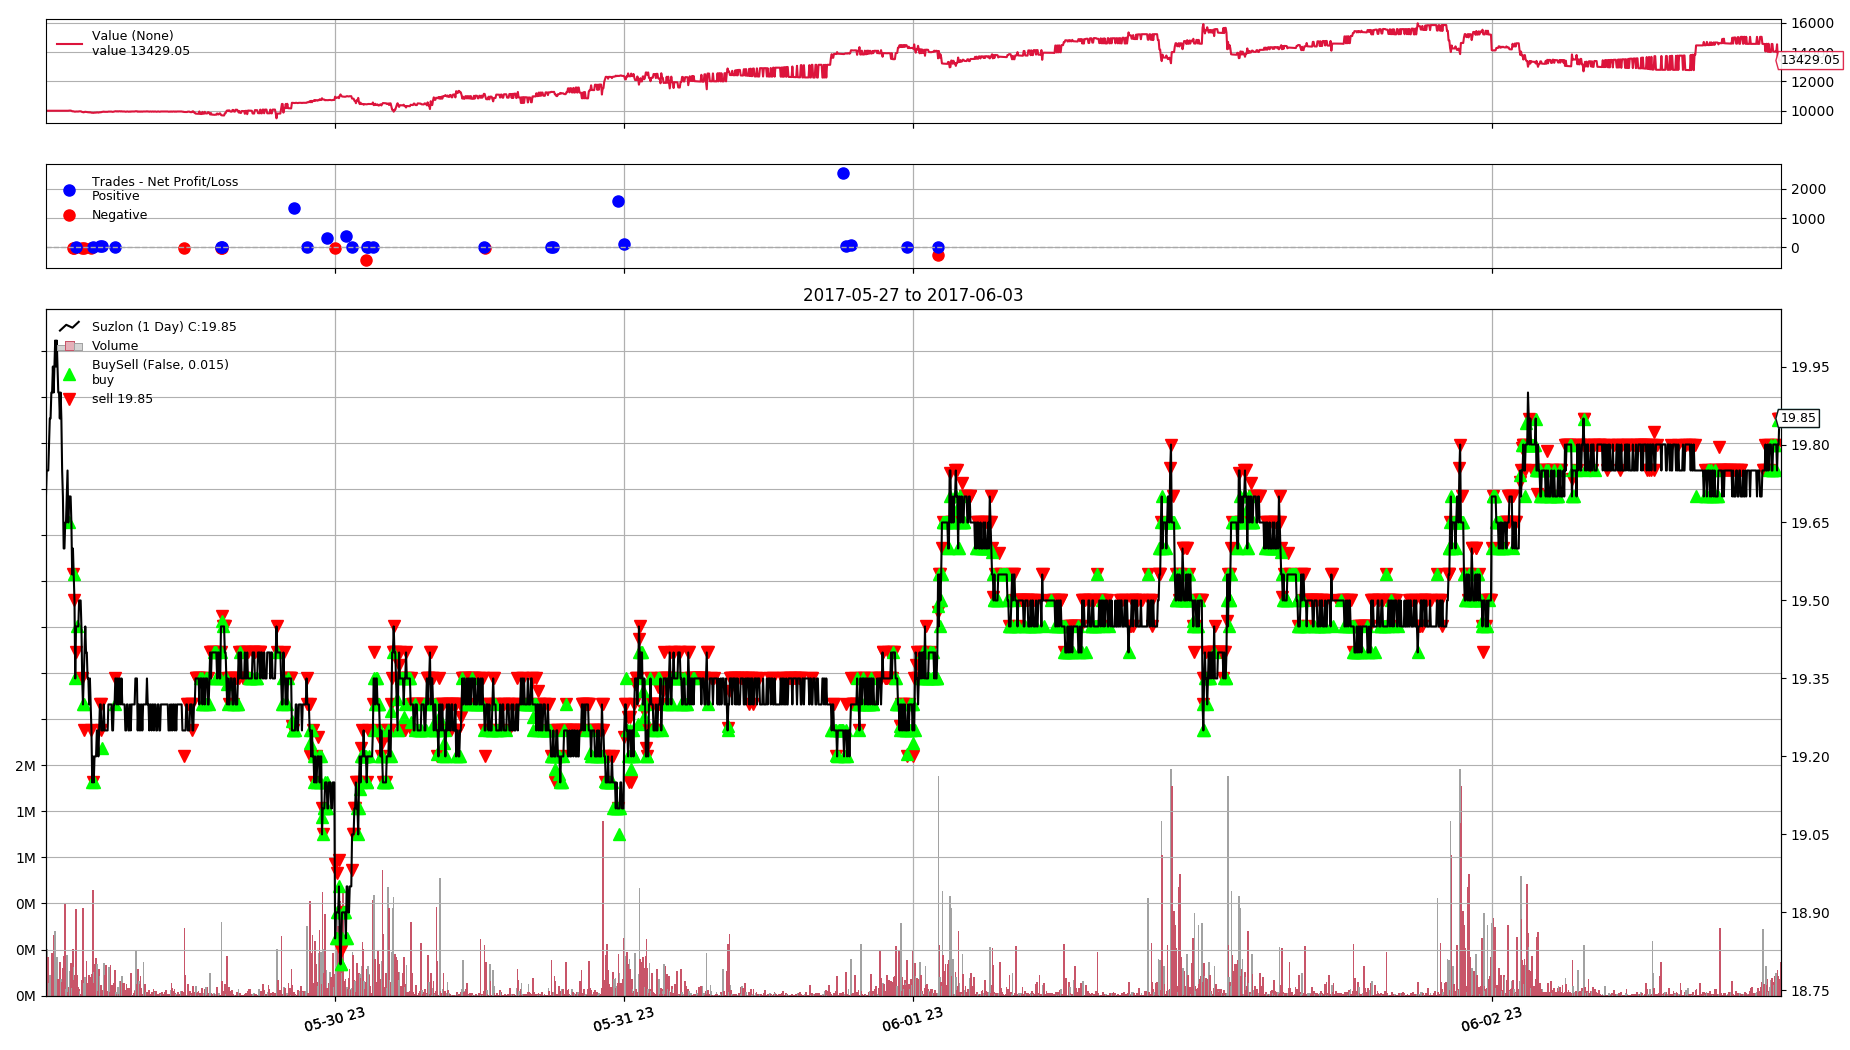 Value (None)
value 13429.05
16000
14000
13429.05
12000
10000
Trades - Net Profit/Loss
Positive
Negative
2000
1000
0
2017-05-27 to 2017-06-03
Suzlon (1 Day) C:19.85
Volume
BuySell (False, 0.015)
buy
sell 19.85
19.95
19.85
19.80
19.65
19.50
19.35
19.20
19.05
18.90
18.75
2M
1M
1M
0M
0M
0M
05-30 23
05-31 23
06-01 23
06-02 23